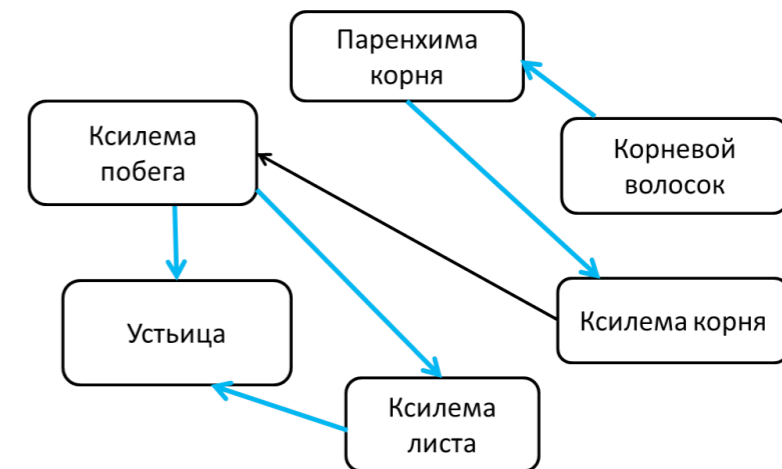 Паренхима
корня
Ксилема
побега
Корневой
волосок
Устьица
Ксилема корня
Ксилема
листа